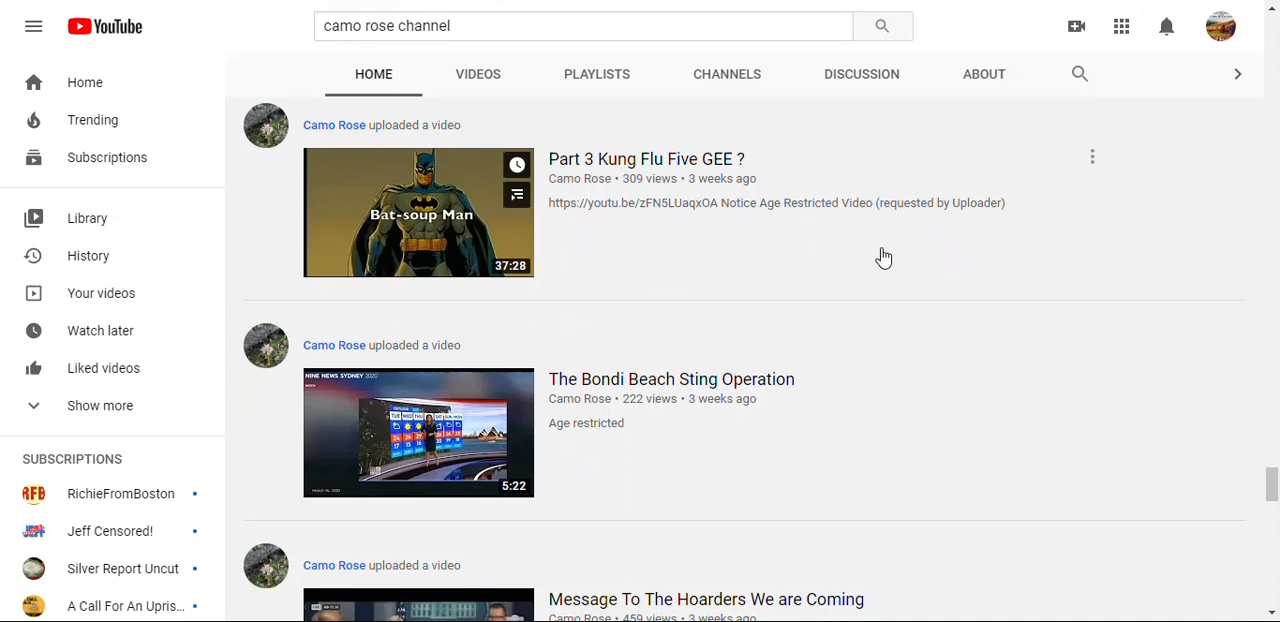 YouTube
camo rose channel
HOME VIDEOS PLAYLISTS CHANNELS DISCUSSION ABOUT
Home
Trending
Subscriptions
Library
History
Your videos
Watch later
Liked videos
Show more
SUBSCRIPTIONS
RFB RichieFromBoston
Jeff Censored!
Silver Report Uncut
A Call For An Upris...
Camo Rose uploaded a video
Bat-soup Man
37:28
Part 3 Kung Flu Five GEE ?
Camo Rose • 309 views • 3 weeks ago
https://youtu.be/zFN5LUaqxOA Notice Age Restricted Video (requested by Uploader)
Camo Rose uploaded a video
NINE NEWS SYDNEY 2020
5:22
The Bondi Beach Sting Operation
Camo Rose • 222 views • 3 weeks ago
Age restricted
Camo Rose uploaded a video
Message To The Hoarders We are Coming
Camo Rose • 459 views • 3 weeks ago